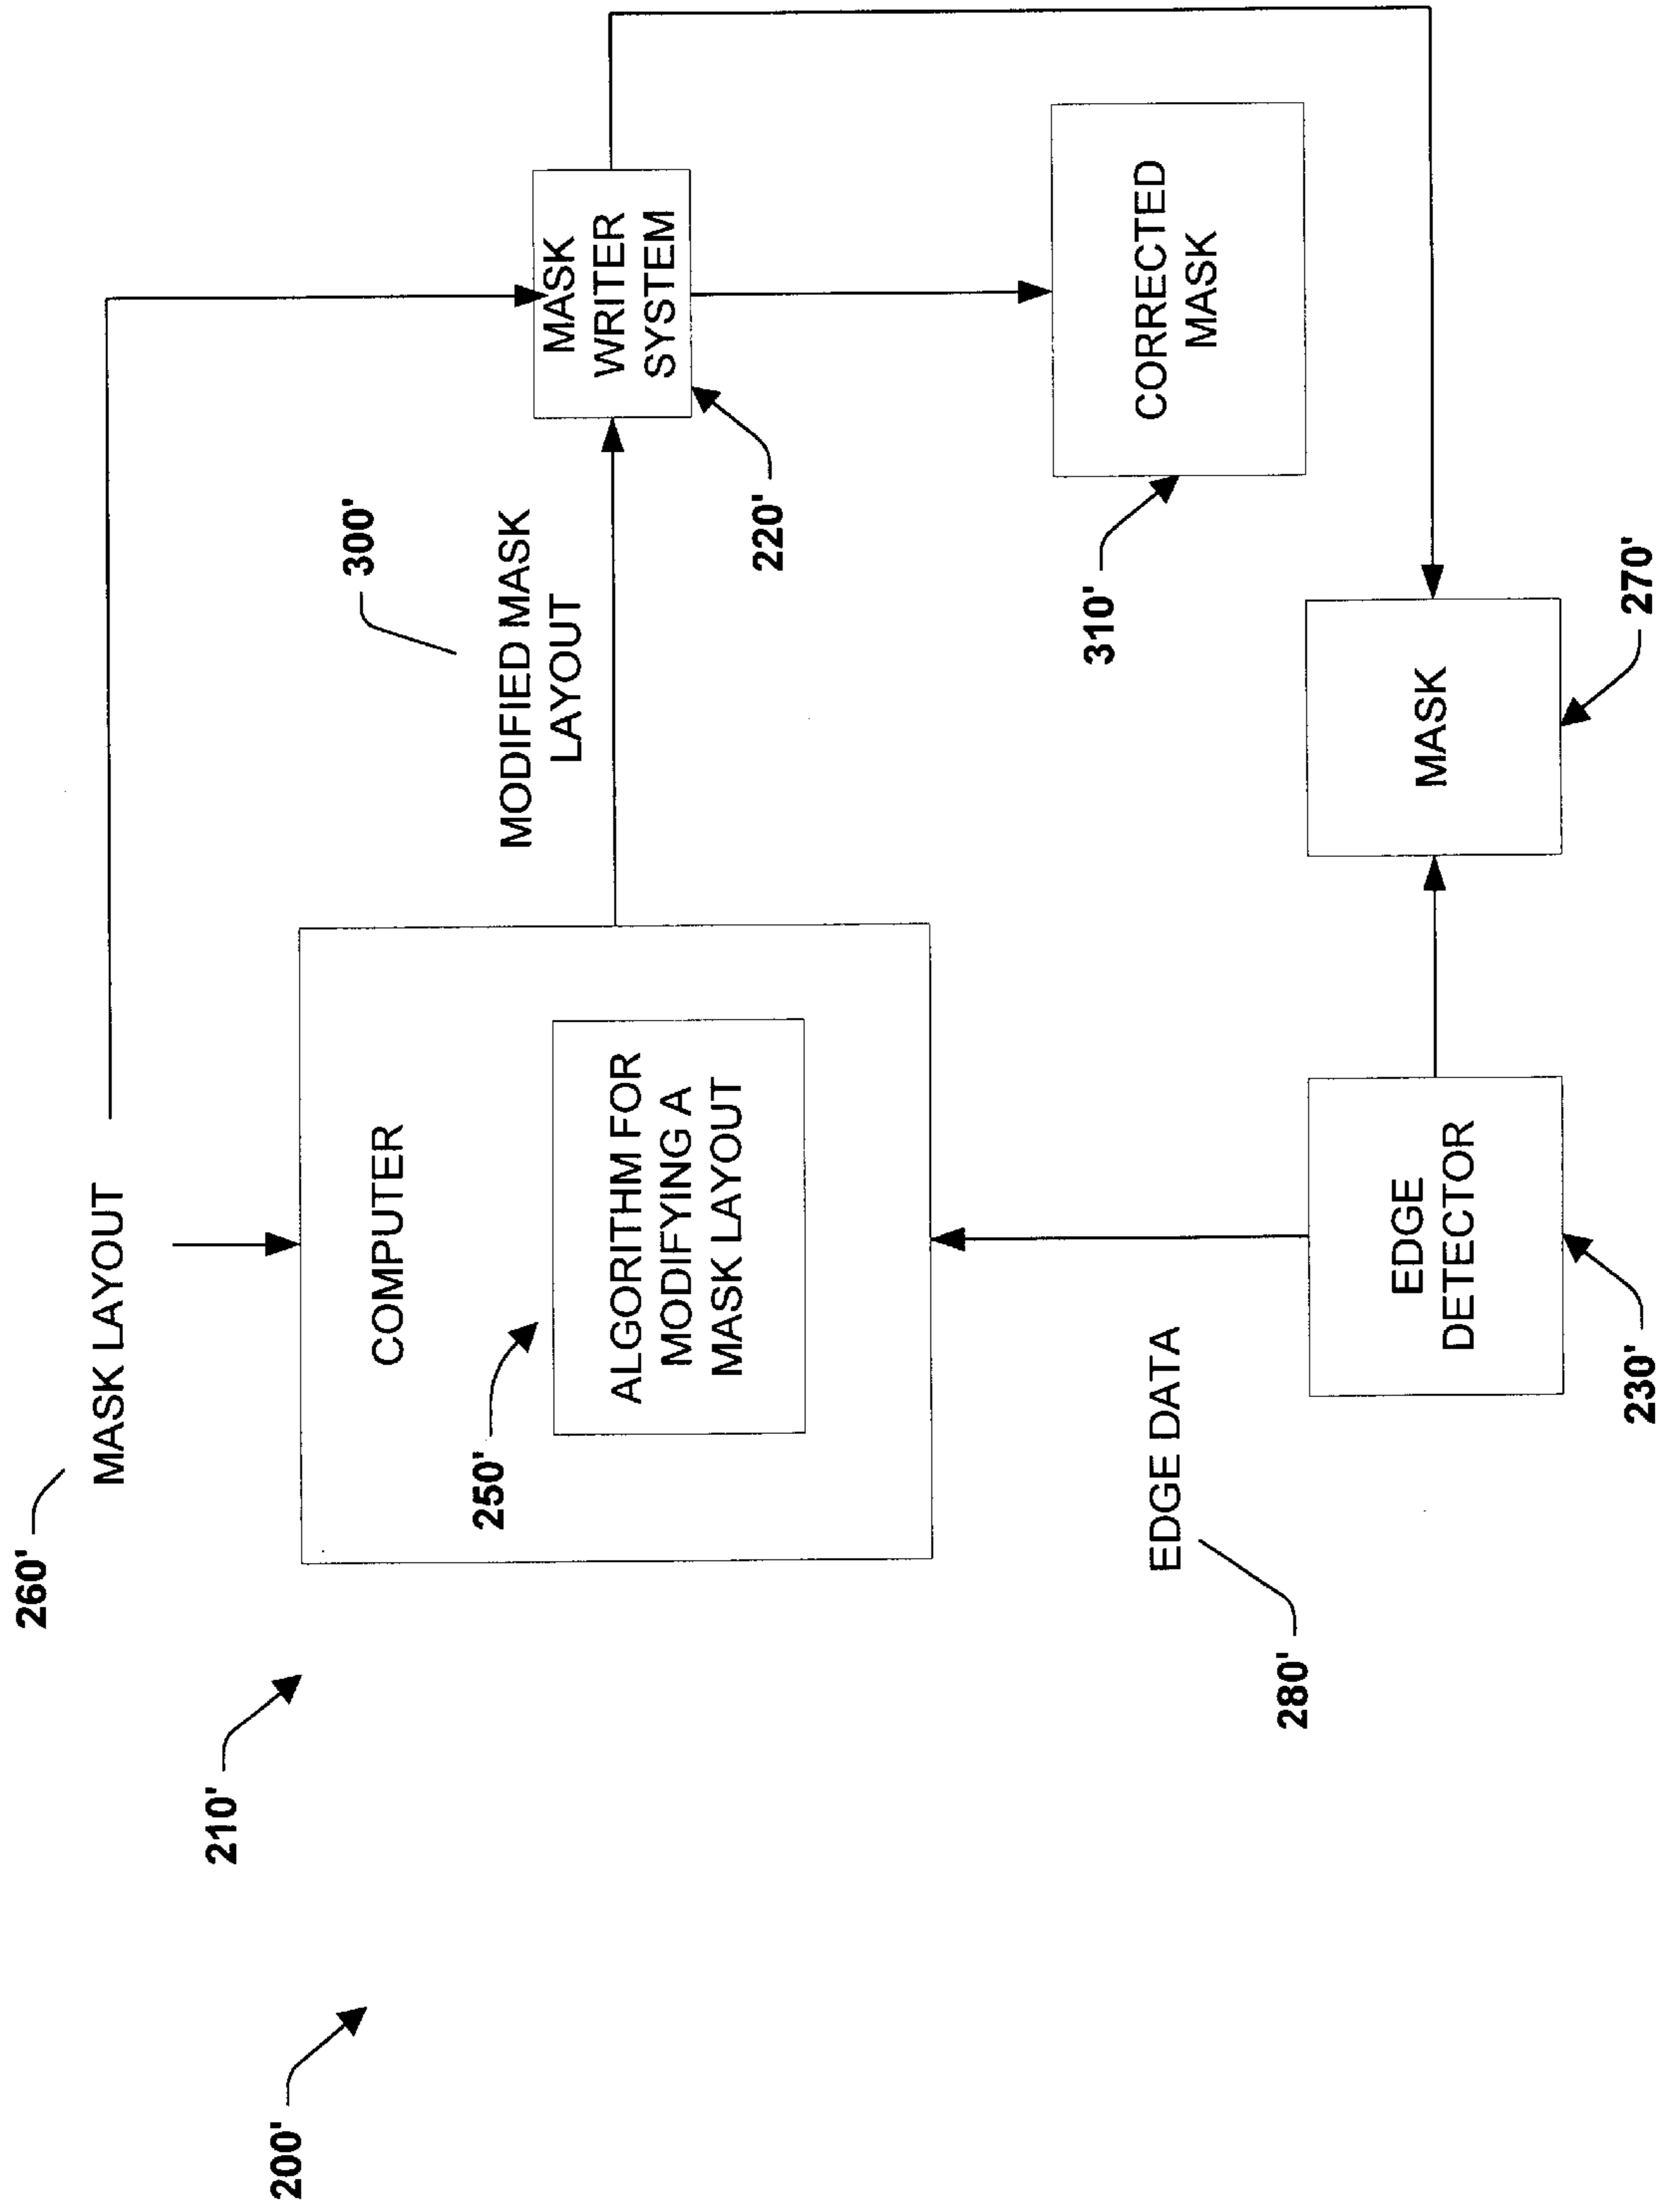 260'
MASK LAYOUT
210'
200'
COMPUTER
250'
ALGORITHM FOR
MODIFYING A
MASK LAYOUT
300'
MODIFIED MASK
LAYOUT
MASK
WRITER
SYSTEM
220'
EDGE DATA
280'
310'
CORRECTED
MASK
EDGE
DETECTOR
230'
MASK
270'